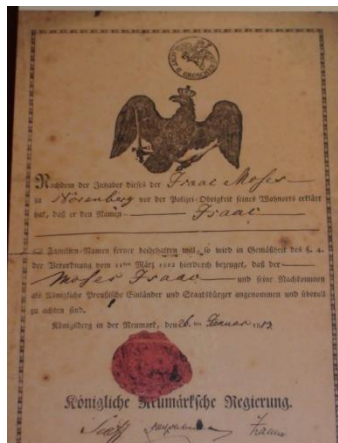 Nachdem der Inhaber dieses der Isaac Moses
zu vor der Polizei-Obrigkeit seines Wohnorts erklärt
hat, daß er den Namen Isaac
als Familien-Namen ferner beibehalten will, so wird in Gemäßheit des §. 4.
der Verordnung vom 11ten März 1812 hierdurch bezeuget, daß der
Moses Isaac und seine Nachkommen
als Königliche Preußische Einländer und Staatsbürger angenommen und überall
zu achten sind.
Königsberg in der Neumark, den Januar
Königliche Neumärksche Regierung.